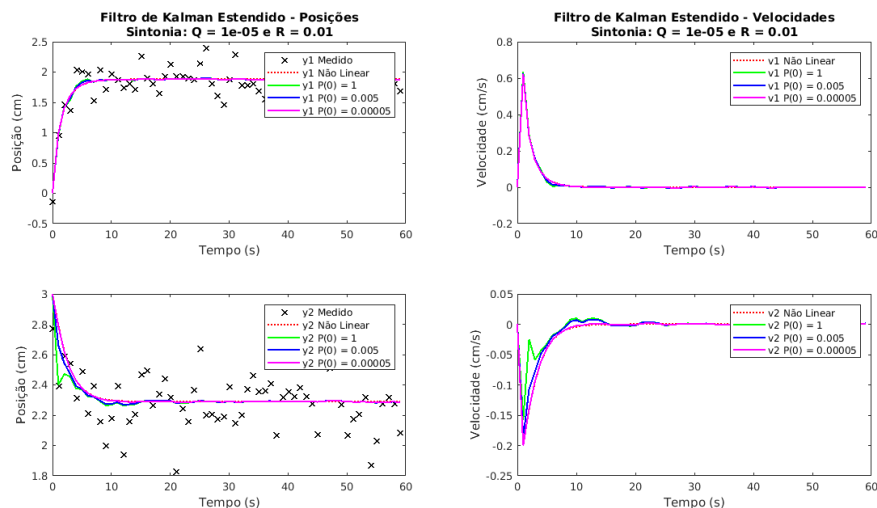 Filtro de Kalman Estendido - Posições
Sintonia: Q = 1e-05 e R = 0.01
2.5
2
1.5
1
0.5
0
-0.5
Posição (cm)
y1 Medido
y1 Não Linear
y1 P(0) = 1
y1 P(0) = 0.005
y1 P(0) = 0.00005
0 10 20 30 40 50 60
Tempo (s)
Filtro de Kalman Estendido - Velocidades
Sintonia: Q = 1e-05 e R = 0.01
0.8
0.6
0.4
0.2
0
-0.2
Velocidade (cm/s)
v1 Não Linear
v1 P(0) = 1
v1 P(0) = 0.005
v1 P(0) = 0.00005
0 10 20 30 40 50 60
Tempo (s)
3
2.8
2.6
2.4
2.2
2
1.8
Posição (cm)
y2 Medido
y2 Não Linear
y2 P(0) = 1
y2 P(0) = 0.005
y2 P(0) = 0.00005
0 10 20 30 40 50 60
Tempo (s)
0.05
0
-0.05
-0.1
-0.15
-0.2
-0.25
Velocidade (cm/s)
v2 Não Linear
v2 P(0) = 1
v2 P(0) = 0.005
v2 P(0) = 0.00005
0 10 20 30 40 50 60
Tempo (s)